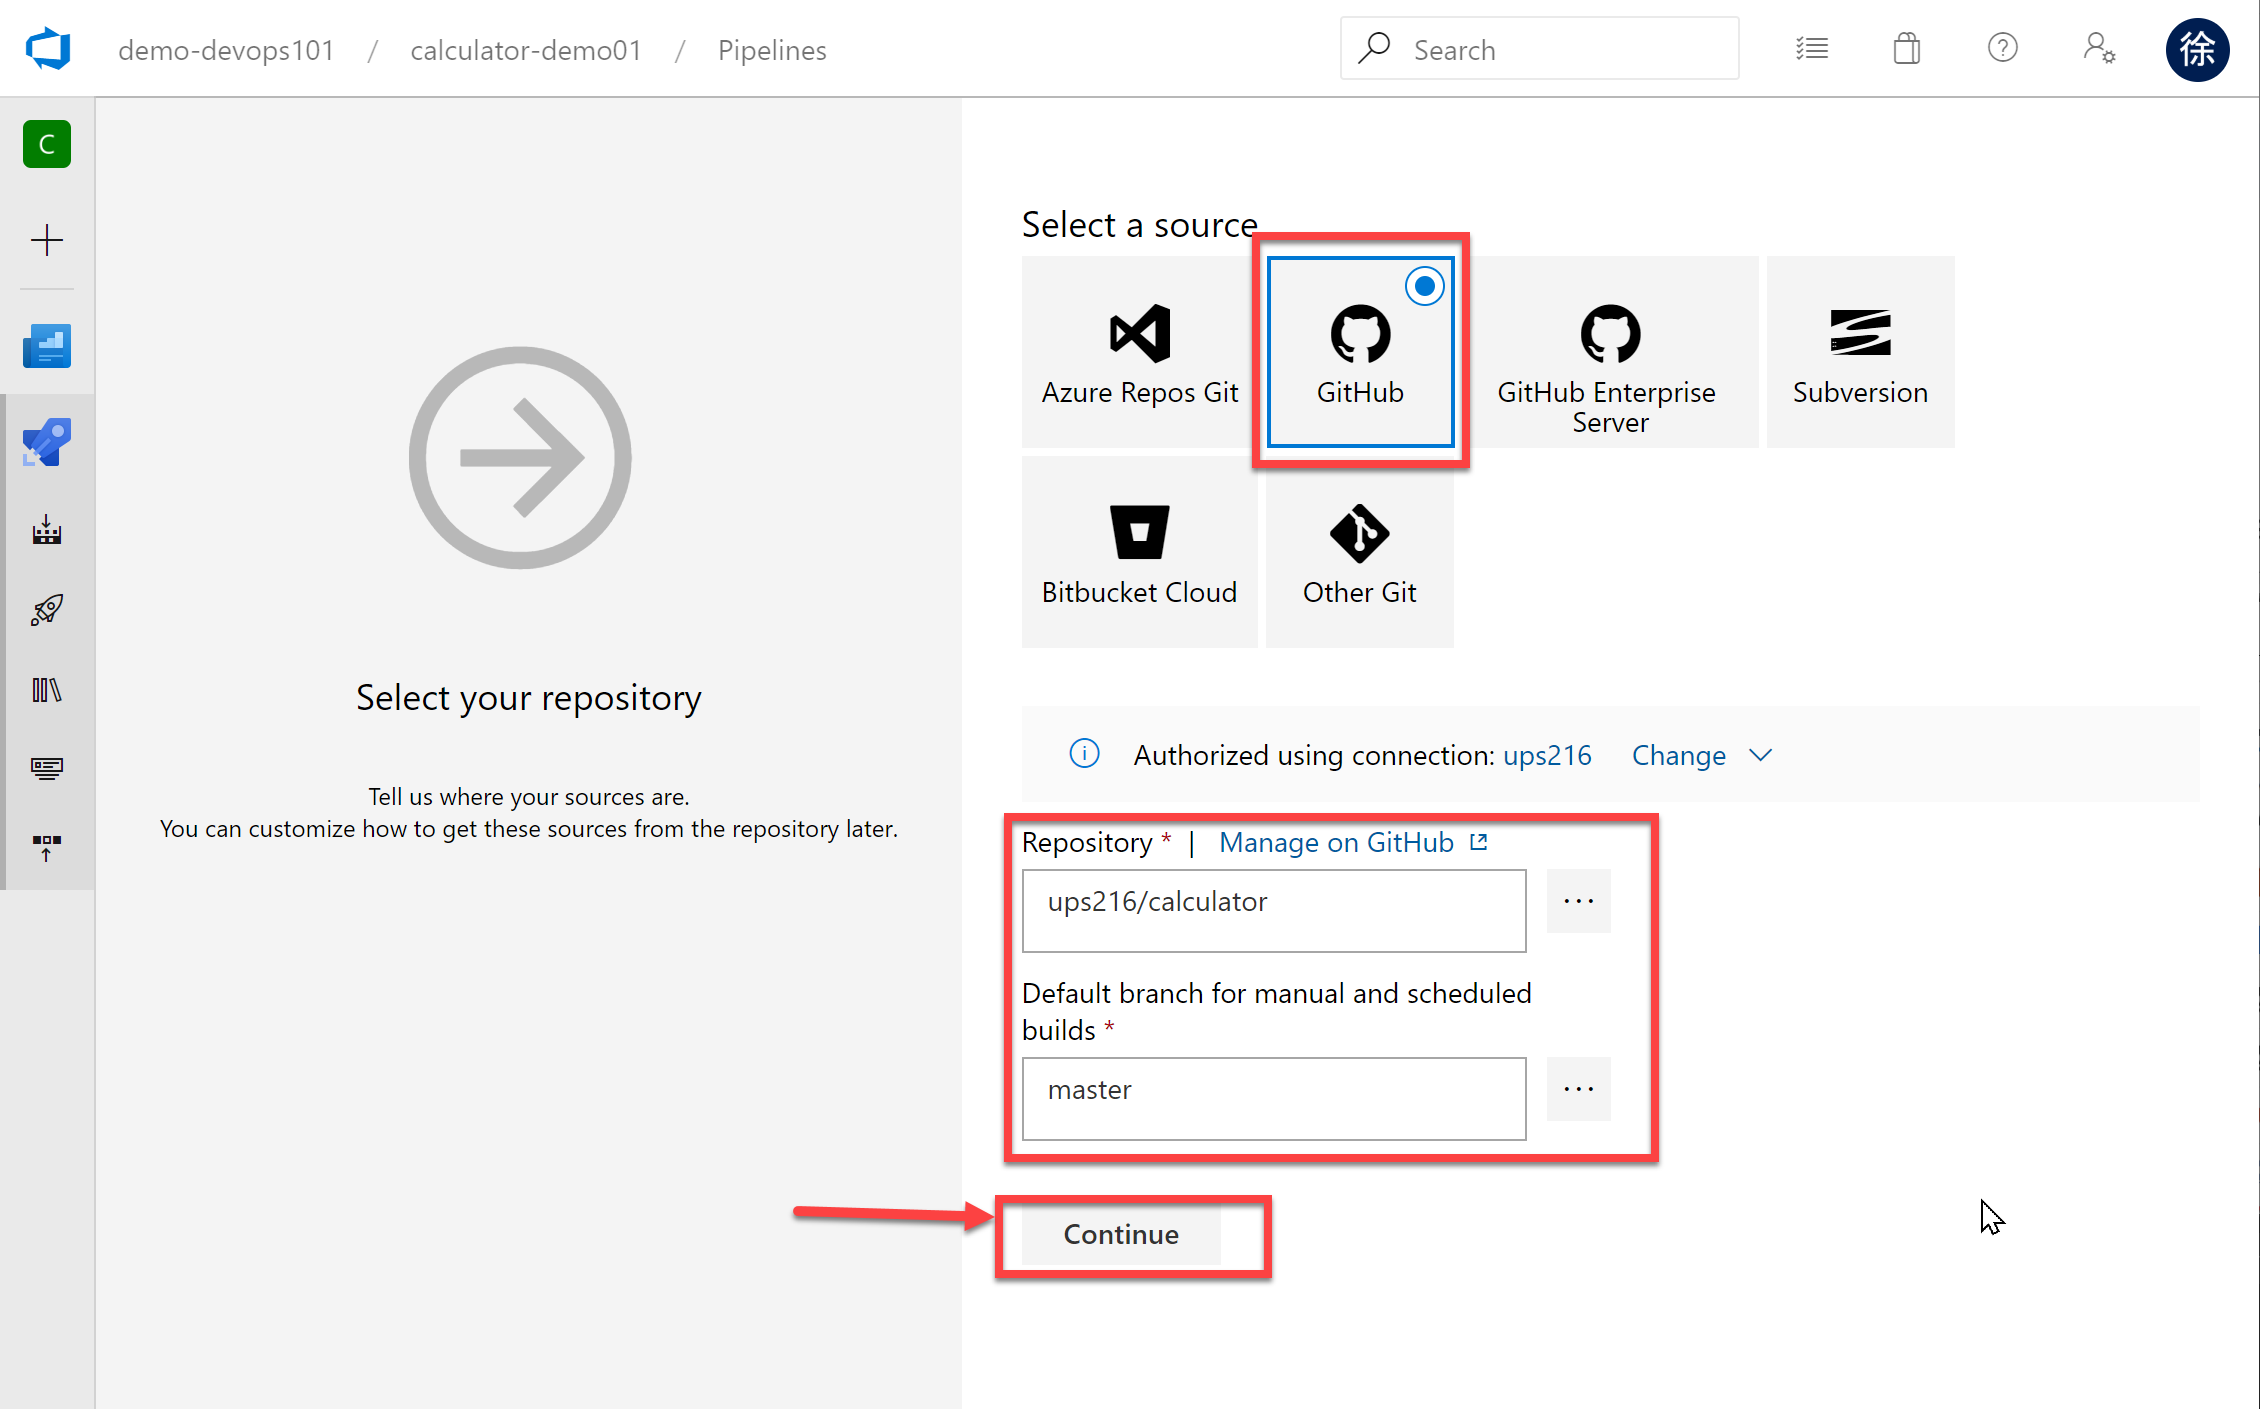 demo-devops101 / calculator-demo01 / Pipelines
Search
徐
C
Select your repository
Tell us where your sources are.
You can customize how to get these sources from the repository later.
Select a source
Azure Repos Git
GitHub
GitHub Enterprise
Server
Subversion
Bitbucket Cloud
Other Git
Authorized using connection: ups216 Change
Repository * | Manage on GitHub
ups216/calculator
...
Default branch for manual and scheduled
builds *
master
...
Continue